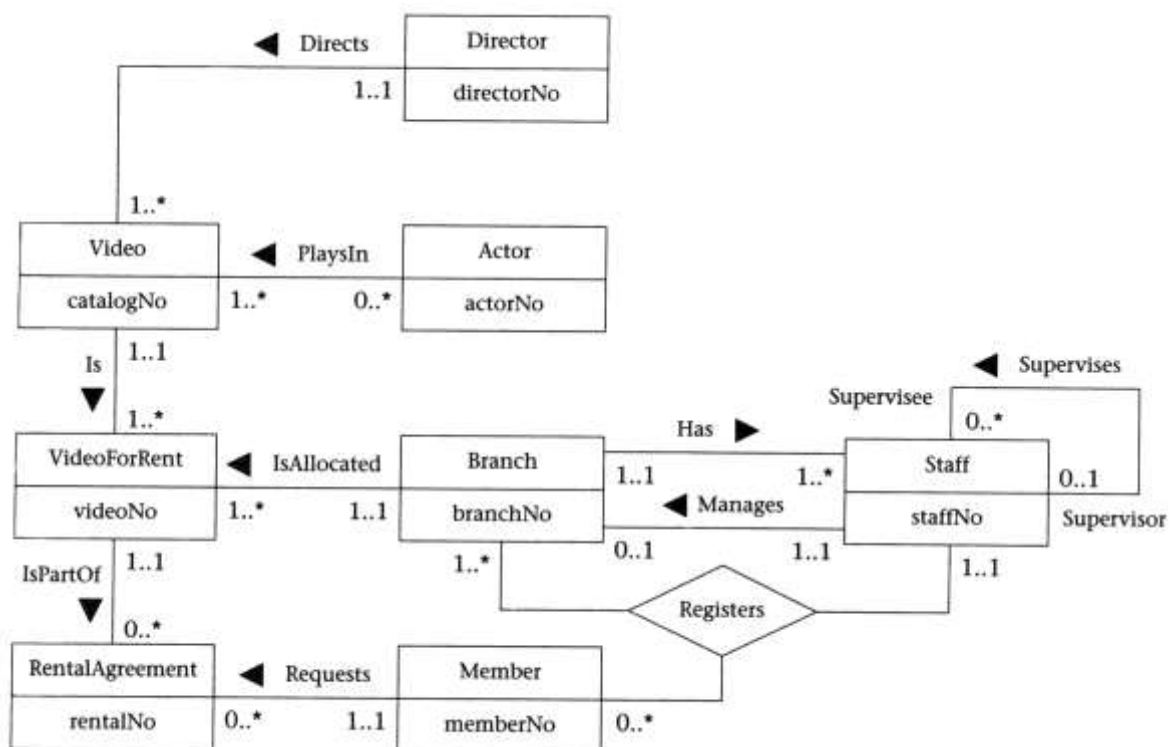 Directs
Director
1..1
directorNo
1..*
Video
PlaysIn
Actor
catalogNo
1..*
0..*
actorNo
1..1
Is
Supervises
Supervisee
1..*
0..*
Has
VideoForRent
IsAllocated
Branch
1..1
1..*
Staff
0..1
videoNo
1..*
1..1
branchNo
Manages
staffNo
Supervisor
1..1
1..*
0..1
1..1
1..1
IsPartOf
Registers
0..*
RentalAgreement
Requests
Member
rentalNo
0..*
1..1
memberNo
0..*